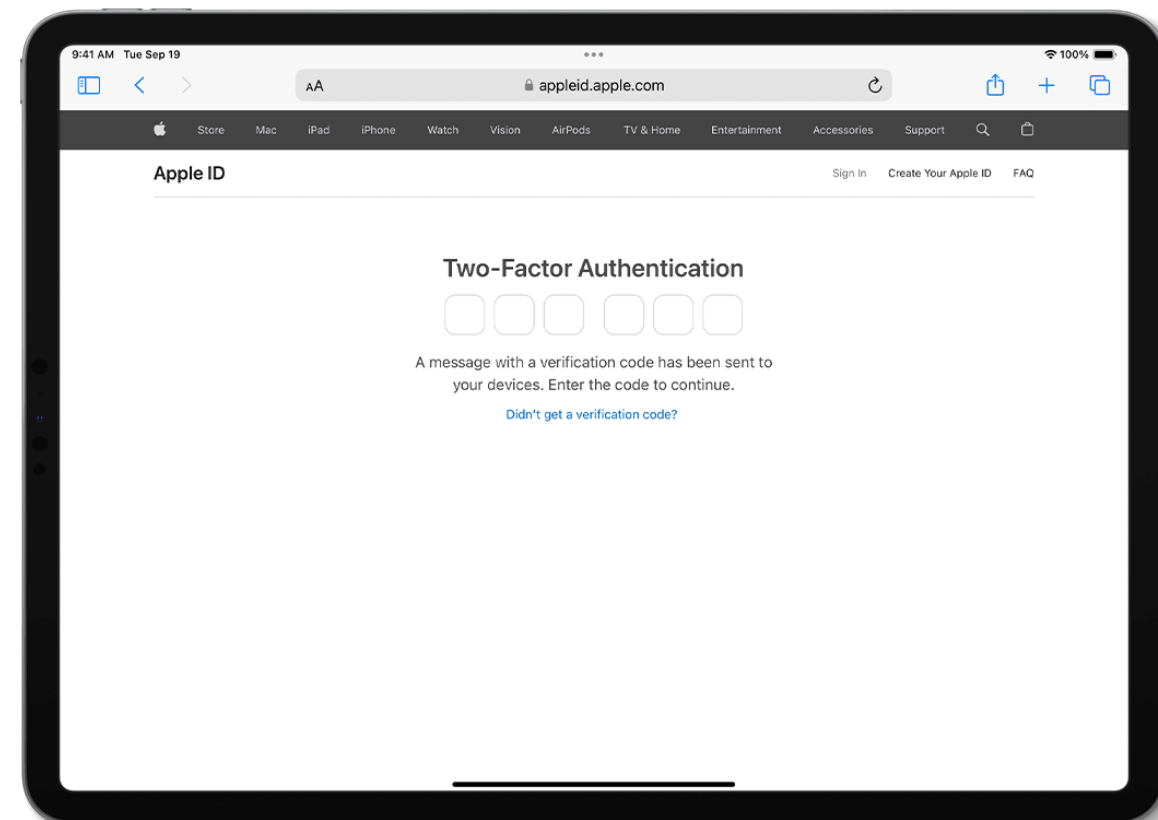 9:41 AM Tue Sep 19 100%
AA appleid.apple.com
Store Mac iPad iPhone Watch Vision AirPods TV & Home Entertainment Accessories Support
Apple ID Sign In Create Your Apple ID FAQ
Two-Factor Authentication
A message with a verification code has been sent to
your devices. Enter the code to continue.
Didn't get a verification code?